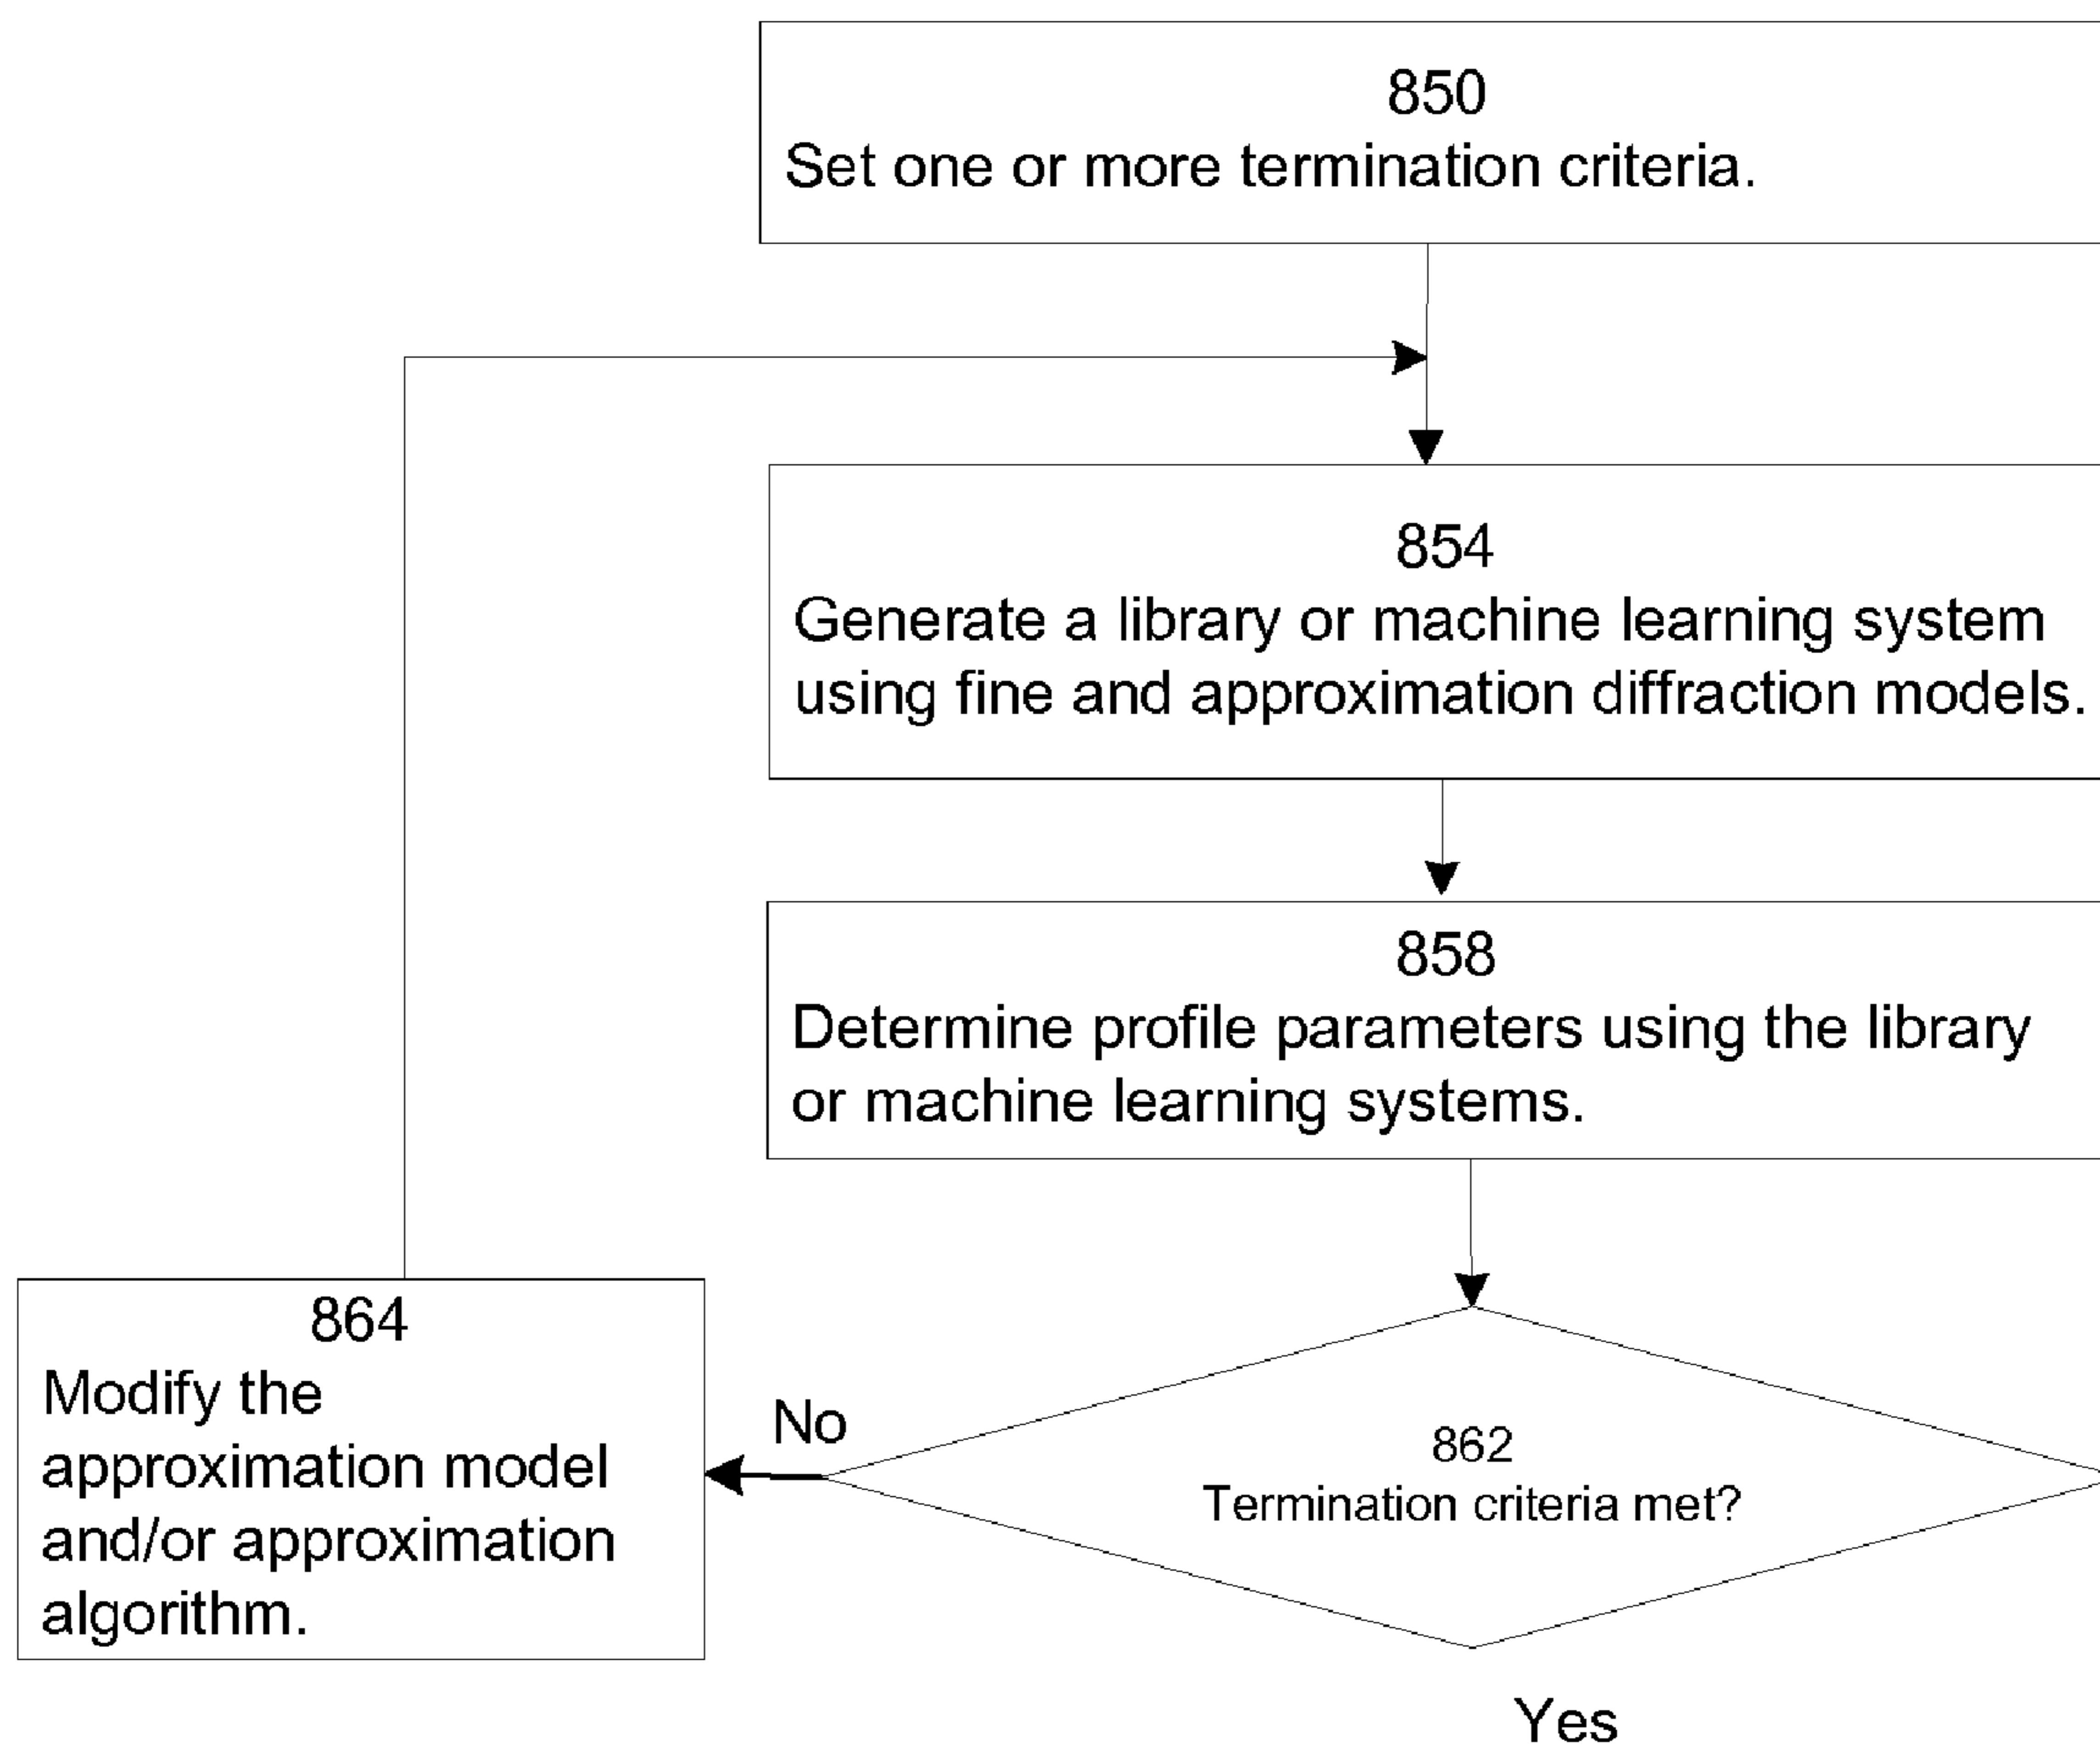 850
Set one or more termination criteria.
854
Generate a library or machine learning system
using fine and approximation diffraction models.
858
Determine profile parameters using the library
or machine learning systems.
864
Modify the
approximation model
and/or approximation
algorithm.
No
862
Termination criteria met?
Yes